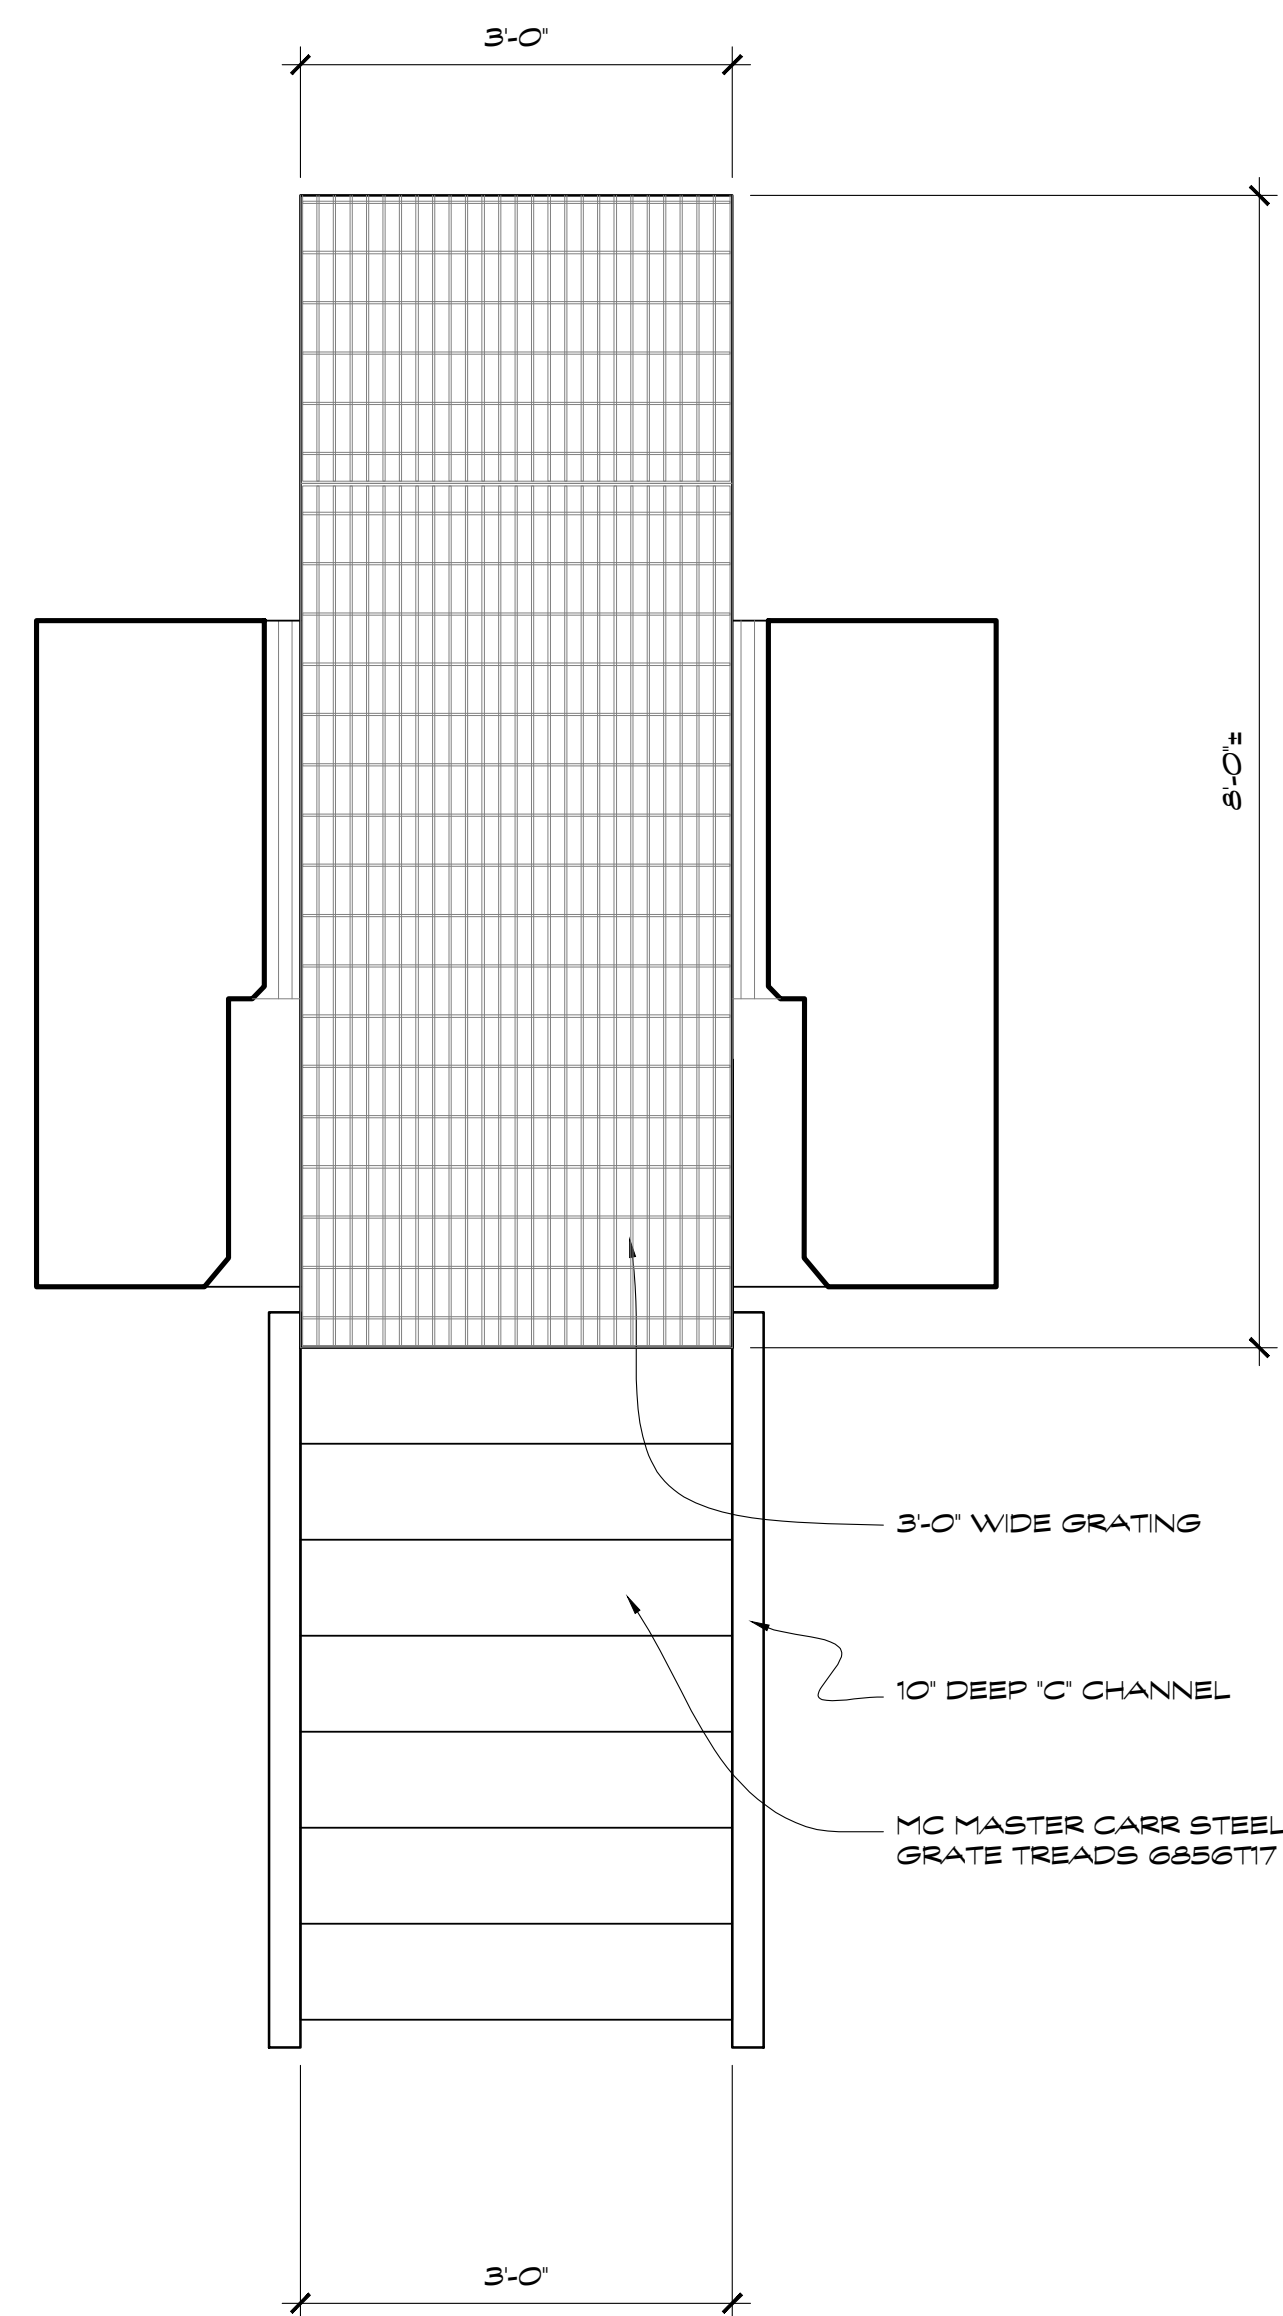 3'-0"
8'-0"±
3'-0" WIDE GRATING
10" DEEP "C" CHANNEL
MC MASTER CARR STEEL
GRATE TREADS 6856T17
3'-0"